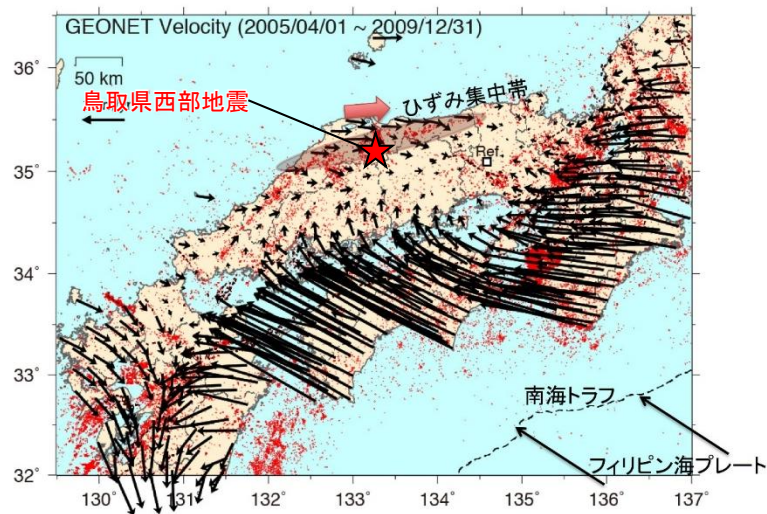 GEONET Velocity (2005/04/01 ~ 2009/12/31)
36°
50 km
ひずみ集中帯
鳥取県西部地震
35°
Ref.
34°
33°
南海トラフ
フィリピン海プレート
32°
130° 131° 132° 133° 134° 135° 136° 137°